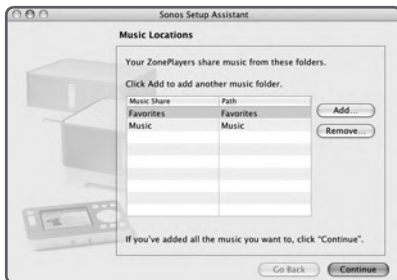 Sonos Setup Assistant
Music Locations
Your ZonePlayers share music from these folders.
Click Add to add another music folder.
Music Share Path
Favorites Favorites
Music Music
Add...
Remove...
If you've added all the music you want to, click "Continue".
Go Back Continue